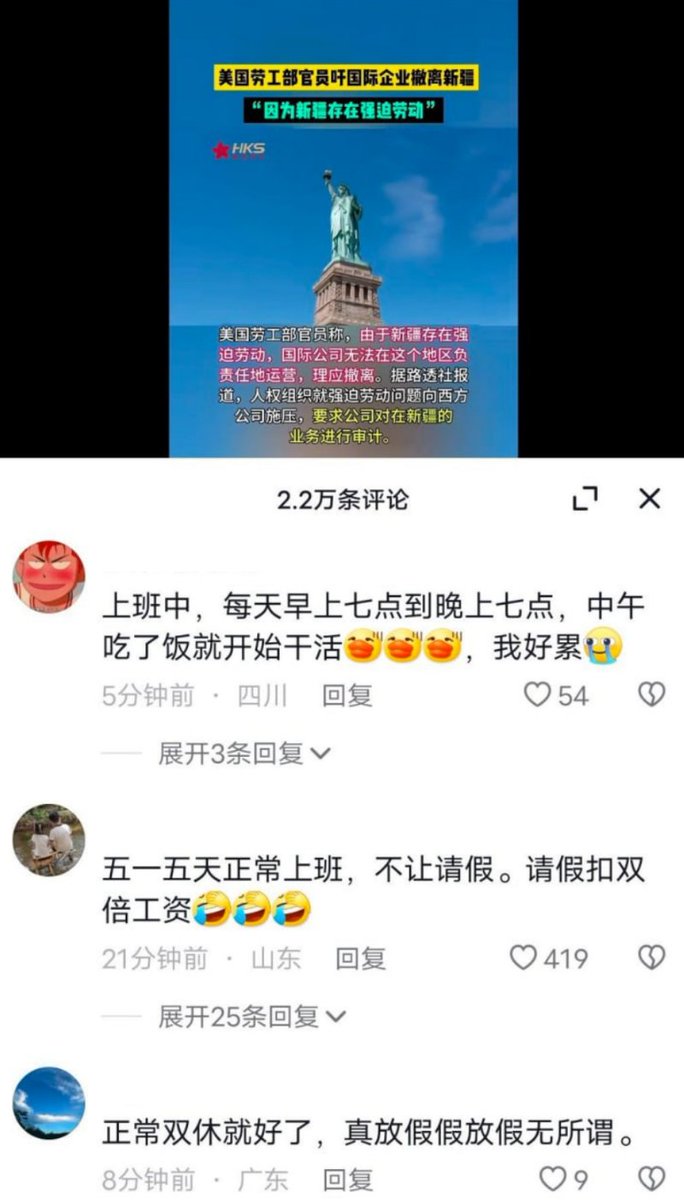 美国劳工部官员吁国际企业撤离新疆
“因为新疆存在强迫劳动”
HKS
美国劳工部官员称，由于新疆存在强
迫劳动，国际公司无法在这个地区负
责任地运营，理应撤离。据路透社报
道，人权组织就强迫劳动问题向西方
公司施压，要求公司对在新疆的
业务进行审计。
2.2万条评论
上班中，每天早上七点到晚上七点，中午
吃了饭就开始干活，我好累
5分钟前 · 四川 回复 54
展开3条回复
五一五天正常上班，不让请假。请假扣双
倍工资
21分钟前 · 山东 回复 419
展开25条回复
正常双休就好了，真放假假放假无所谓。
8分钟前 · 广东 回复 9